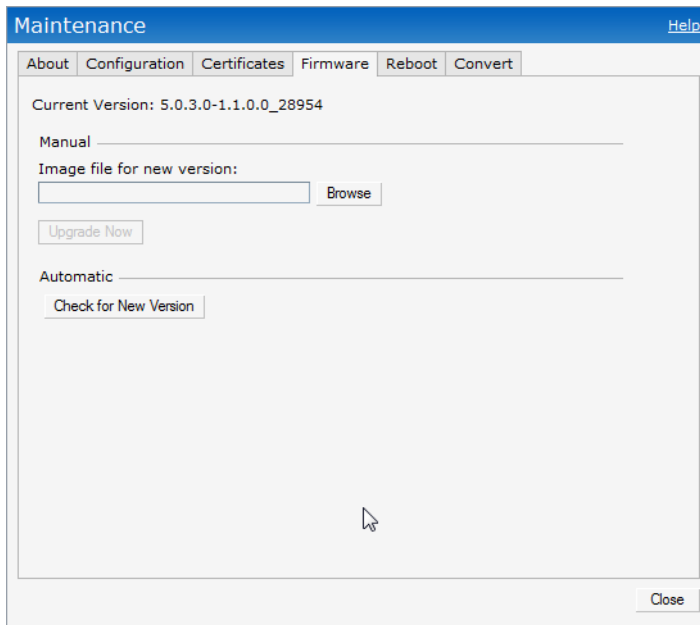 Maintenance Help
About Configuration Certificates Firmware Reboot Convert
Current Version: 5.0.3.0-1.1.0.0_28954
Manual
Image file for new version:
Browse
Upgrade Now
Automatic
Check for New Version
Close